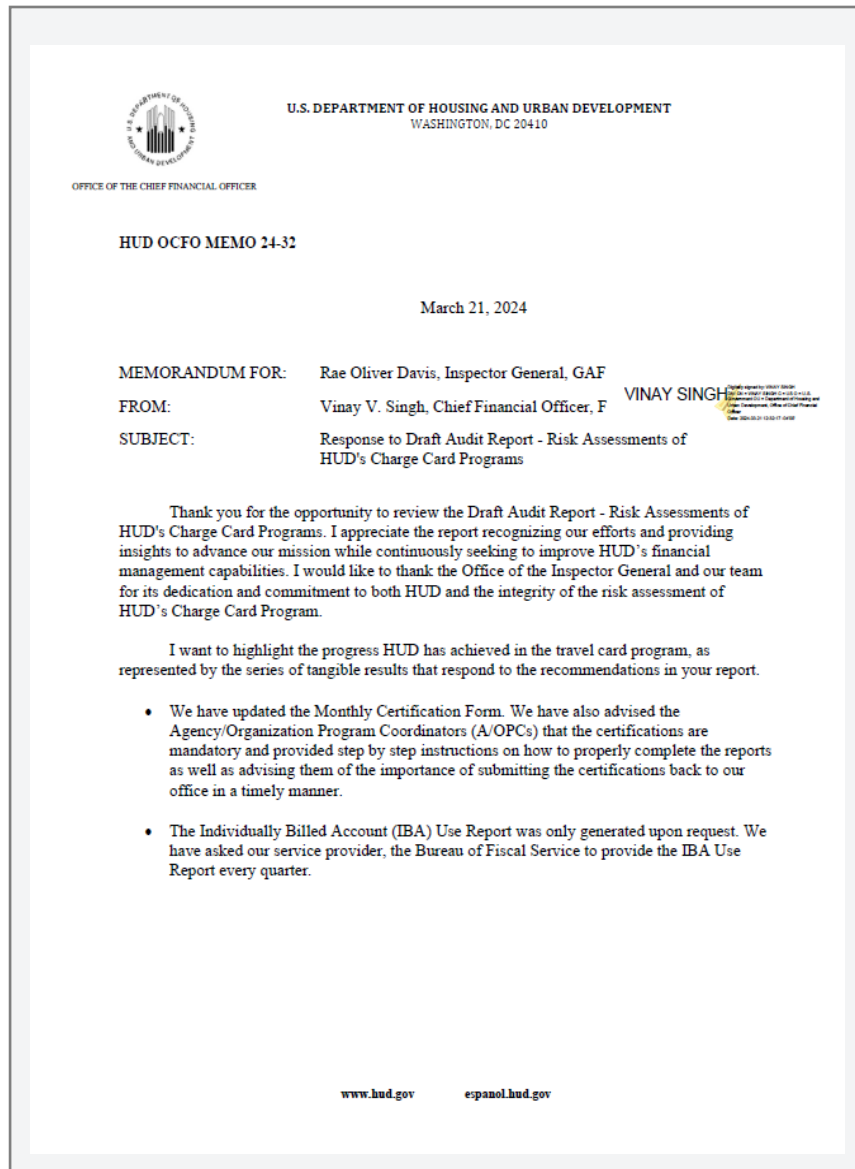 U.S. DEPARTMENT OF HOUSING AND URBAN DEVELOPMENT
WASHINGTON, DC 20410
U.S. DEPARTMENT OF HOUSING
AND URBAN DEVELOPMENT
OFFICE OF THE CHIEF FINANCIAL OFFICER
HUD OCFO MEMO 24-32
March 21, 2024
MEMORANDUM FOR: Rae Oliver Davis, Inspector General, GAF
FROM: Vinay V. Singh, Chief Financial Officer, F
VINAY SINGH
Digitally signed by: VINAY SINGH
SUBJECT: Response to Draft Audit Report - Risk Assessments of
HUD's Charge Card Programs
Thank you for the opportunity to review the Draft Audit Report - Risk Assessments of
HUD's Charge Card Programs. I appreciate the report recognizing our efforts and providing
insights to advance our mission while continuously seeking to improve HUD’s financial
management capabilities. I would like to thank the Office of the Inspector General and our team
for its dedication and commitment to both HUD and the integrity of the risk assessment of
HUD’s Charge Card Program.
I want to highlight the progress HUD has achieved in the travel card program, as
represented by the series of tangible results that respond to the recommendations in your report.
• We have updated the Monthly Certification Form. We have also advised the
Agency/Organization Program Coordinators (A/OPCs) that the certifications are
mandatory and provided step by step instructions on how to properly complete the reports
as well as advising them of the importance of submitting the certifications back to our
office in a timely manner.
• The Individually Billed Account (IBA) Use Report was only generated upon request. We
have asked our service provider, the Bureau of Fiscal Service to provide the IBA Use
Report every quarter.
www.hud.gov espanol.hud.gov